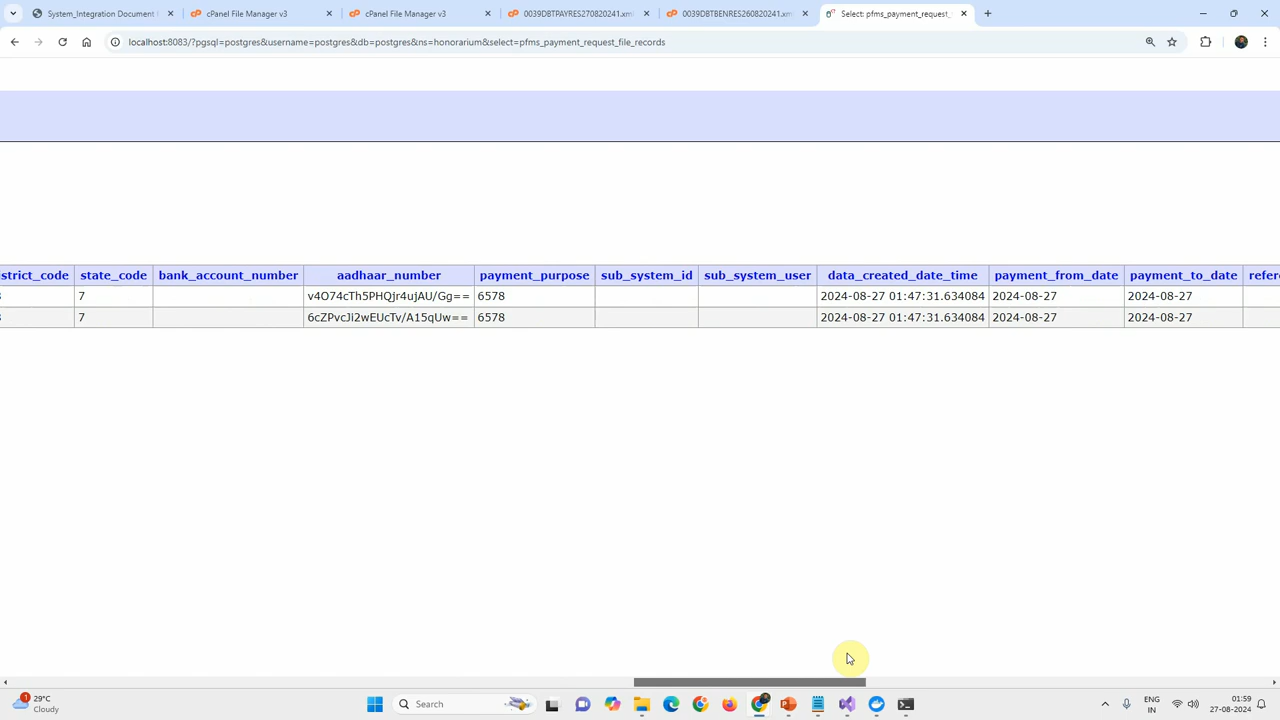 System_Integration Document
cPanel File Manager v3
cPanel File Manager v3
0039DBTPAYRES270820241.xml
0039DBTBENRES260820241.xml
Select: pfms_payment_request_
localhost:8083/?pgsql=postgres&username=postgres&db=postgres&ns=honorarium&select=pfms_payment_request_file_records
strict_code state_code bank_account_number aadhaar_number payment_purpose sub_system_id sub_system_user data_created_date_time payment_from_date payment_to_date refere
7 v4O74cTh5PHQjr4ujAU/Gg== 6578 2024-08-27 01:47:31.634084 2024-08-27 2024-08-27
7 6cZPvcJi2wEUcTv/A15qUw== 6578 2024-08-27 01:47:31.634084 2024-08-27 2024-08-27
1
29°C
Cloudy
Search
ENG
IN
01:59
27-08-2024